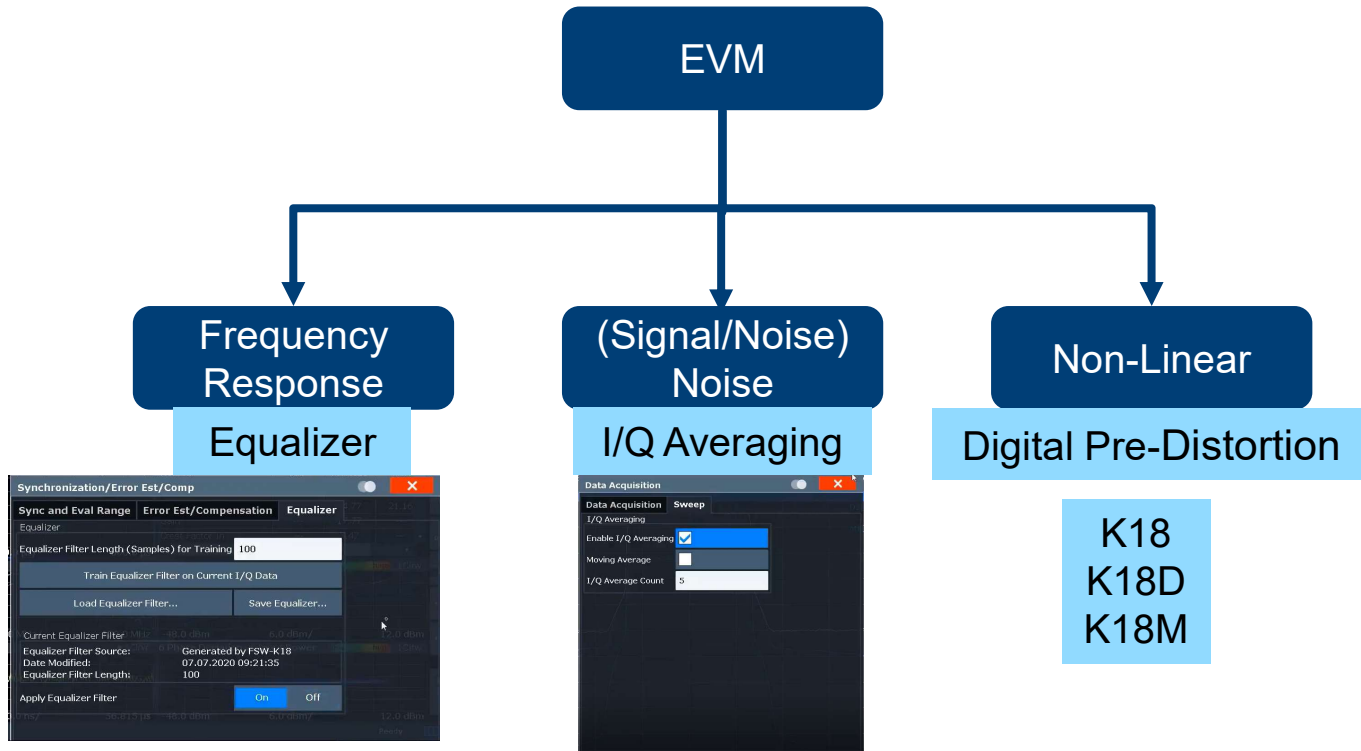 EVM
Frequency
Response
(Signal/Noise)
Noise
Non-Linear
Equalizer
I/Q Averaging
Digital Pre-Distortion
Synchronization/Error Est/Comp
Sync and Eval Range Error Est/Compensation Equalizer
Equalizer
Equalizer Filter Length (Samples) for Training 100
Train Equalizer Filter on Current I/Q Data
Load Equalizer Filter... Save Equalizer...
Current Equalizer Filter
Equalizer Filter Source: Generated by FSW-K18
Date Modified: 07.07.2020 09:21:35
Equalizer Filter Length: 100
Apply Equalizer Filter On Off
Data Acquisition
Data Acquisition Sweep
I/Q Averaging
Enable I/Q Averaging
Moving Average
I/Q Average Count 5
K18
K18D
K18M